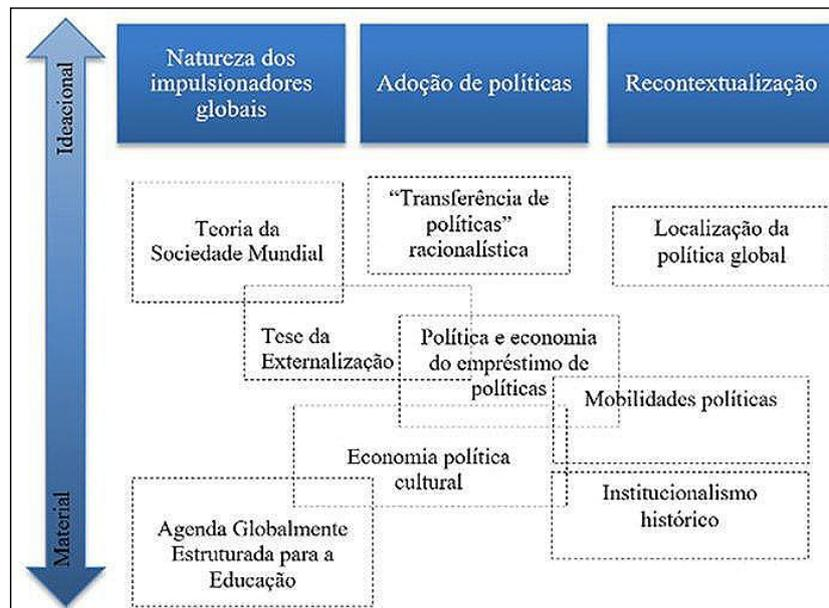 Ideacional
Material
Natureza dos
impulsionadores
globais
Adoção de políticas
Recontextualização
Teoria da
Sociedade Mundial
“Transferência de
políticas”
racionalística
Localização da
política global
Tese da
Externalização
Política e economia
do empréstimo de
políticas
Mobilidades políticas
Economia política
cultural
Institucionalismo
histórico
Agenda Globalmente
Estruturada para a
Educação